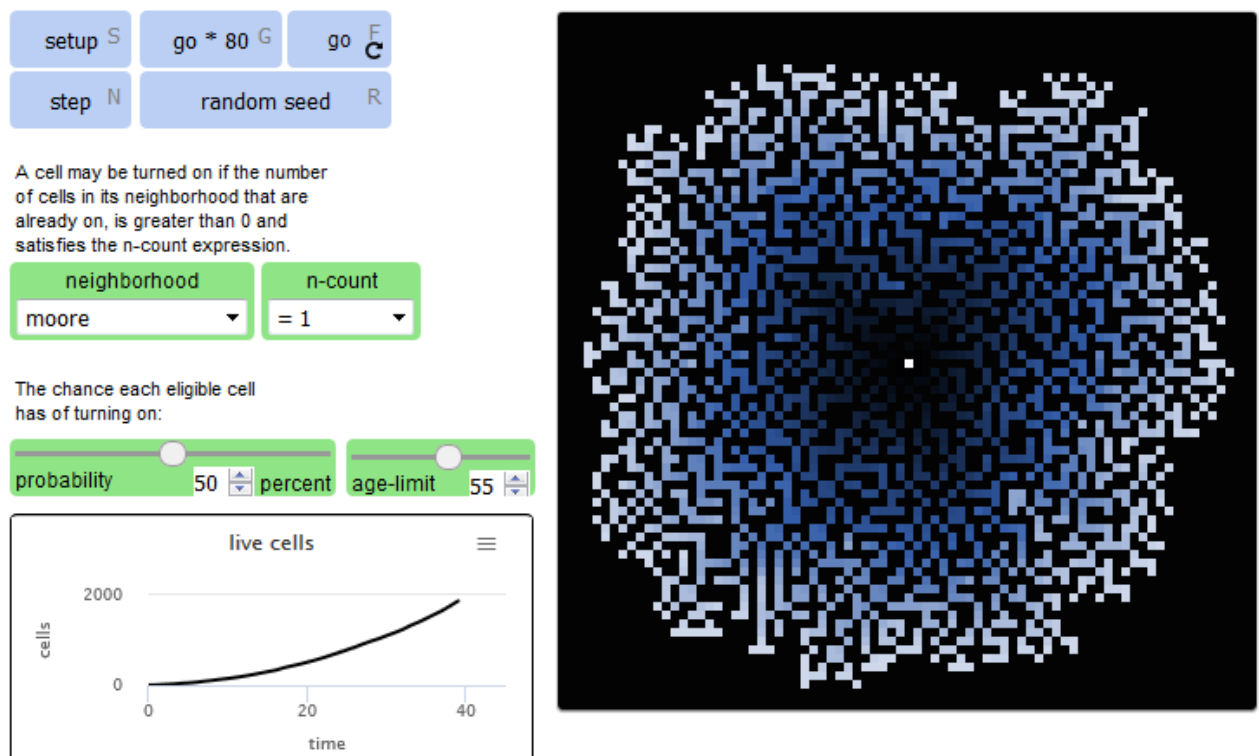 setup S
go * 80 G
go F
step N
random seed R
A cell may be turned on if the number
of cells in its neighborhood that are
already on, is greater than 0 and
satisfies the n-count expression.
neighborhood
n-count
moore
= 1
The chance each eligible cell
has of turning on:
probability 50 percent
age-limit 55
live cells
2000
cells
0
0 20 40
time